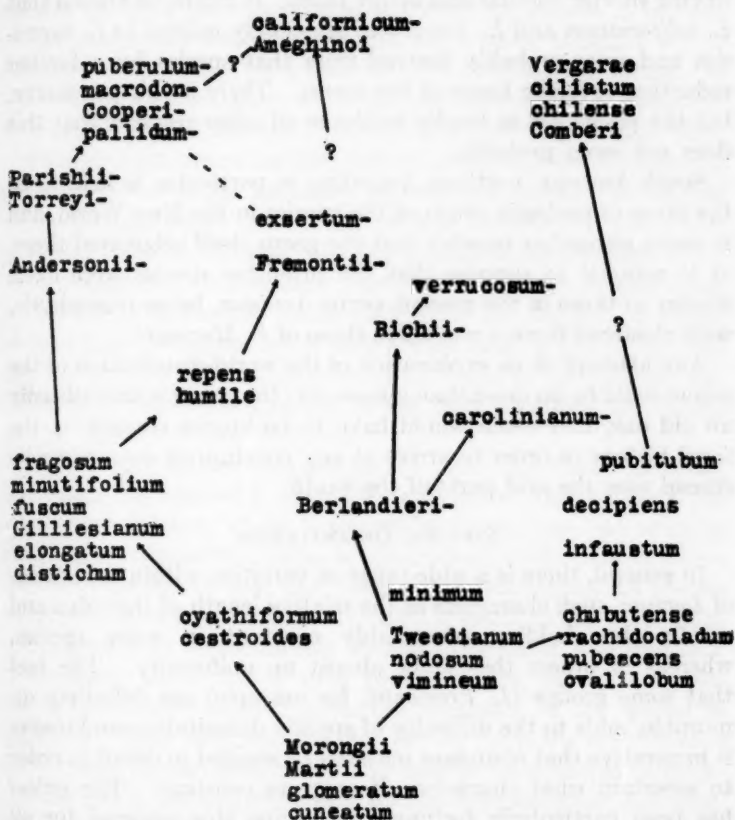 californicum-
Ameghinoi
puberlum- ?
macrodon-
Cooperi-
pallidum-
Vergarae
ciliatum
chilense
Comberi
?
Parishii-
Torreyi-
exsertum-
Andersonii-
Fremontii-
verrucosum-
Richii-
?
repens
humile
carolinianum-
fragosum
minutifolium
fuscum
Gilliesianum
elongatum
distichum
pubitubum-
Berlandieri-
decipiens
infaustum
minimum
cyathiforum
cestroides
Tweedianum
nodosum
vimineum
chubutense
rachidocladum
pubescens
ovalilobum
Morongii
Martii
glomeratum
cuneatum